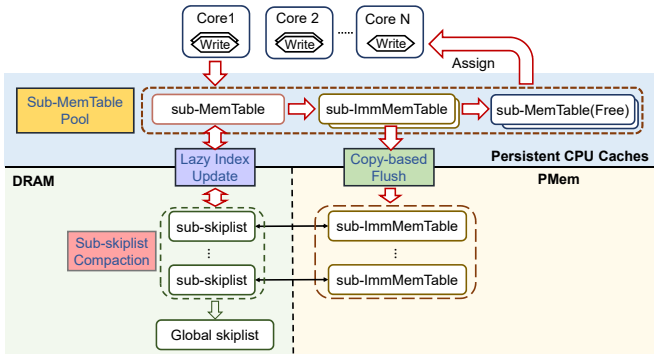 Core1
Core 2
Core N
Write
Write
.....
Write
Assign
Sub-MemTable
Pool
sub-MemTable
sub-ImmMemTable
sub-MemTable(Free)
Lazy Index
Update
Copy-based
Flush
Persistent CPU Caches
DRAM
PMem
Sub-skiplist
Compaction
sub-skiplist
sub-ImmMemTable
...
...
sub-skiplist
sub-ImmMemTable
Global skiplist